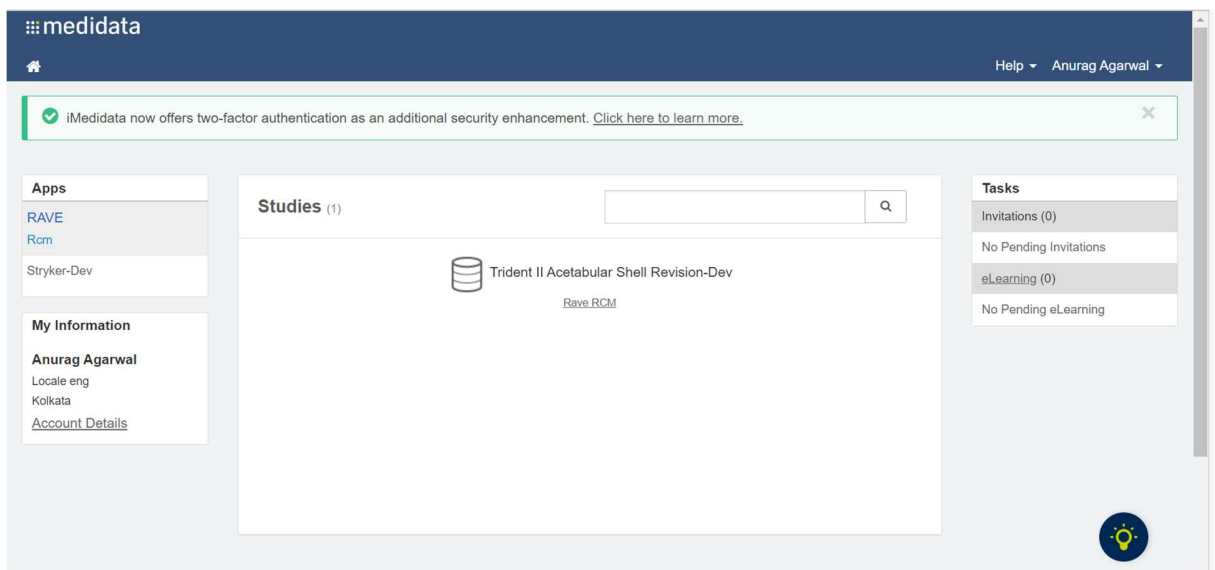 medidata
Help Anurag Agarwal
iMedidata now offers two-factor authentication as an additional security enhancement. Click here to learn more.
Apps
RAVE
Rcm
Stryker-Dev
My Information
Anurag Agarwal
Locale eng
Kolkata
Account Details
Studies (1)
Trident II Acetabular Shell Revision-Dev
Rave RCM
Tasks
Invitations (0)
No Pending Invitations
eLearning (0)
No Pending eLearning